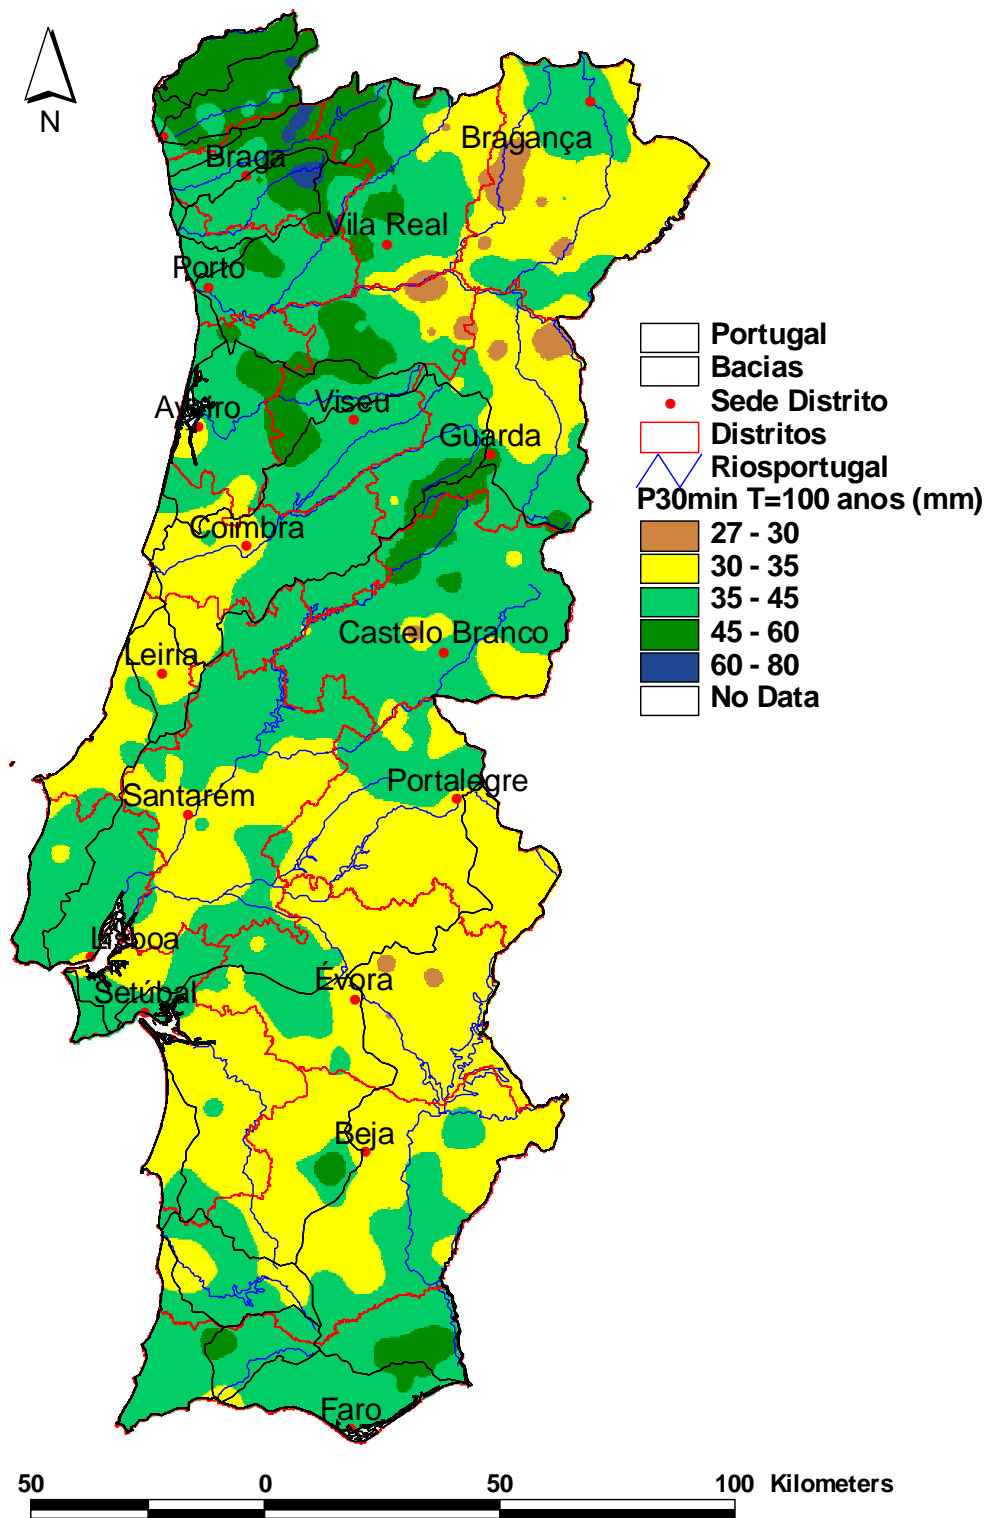 N
Bragança
Braga
Vila Real
Porto
Aveiro
Viseu
Guarda
Coimbra
Castelo Branco
Leiria
Portalegre
Santarém
Lisboa
Évora
Setúbal
Beja
Faro
Portugal
Bacias
Sede Distrito
Distritos
Riosportugal
P30min T=100 anos (mm)
27 - 30
30 - 35
35 - 45
45 - 60
60 - 80
No Data
50 0 50 100 Kilometers